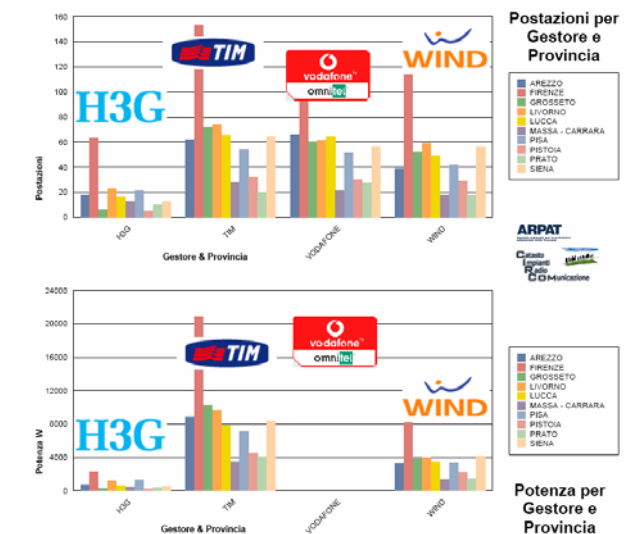 Postazioni per
Gestore e
Provincia
160
140
120
100
80
60
40
20
0
Postazioni
H3G
TIM
vodafone™
omnitel
WIND
H3G
TIM
VODAFONE
WIND
Gestore & Provincia
AREZZO
FIRENZE
GROSSETO
LIVORNO
LUCCA
MASSA - CARRARA
PISA
PISTOIA
PRATO
SIENA
ARPAT
Catasto
Impianti
Radio
COMunicazione
24000
20000
16000
12000
8000
4000
0
Potenza W
H3G
TIM
vodafone™
omnitel
WIND
H3G
TIM
VODAFONE
WIND
Gestore & Provincia
AREZZO
FIRENZE
GROSSETO
LIVORNO
LUCCA
MASSA - CARRARA
PISA
PISTOIA
PRATO
SIENA
Potenza per
Gestore e
Provincia